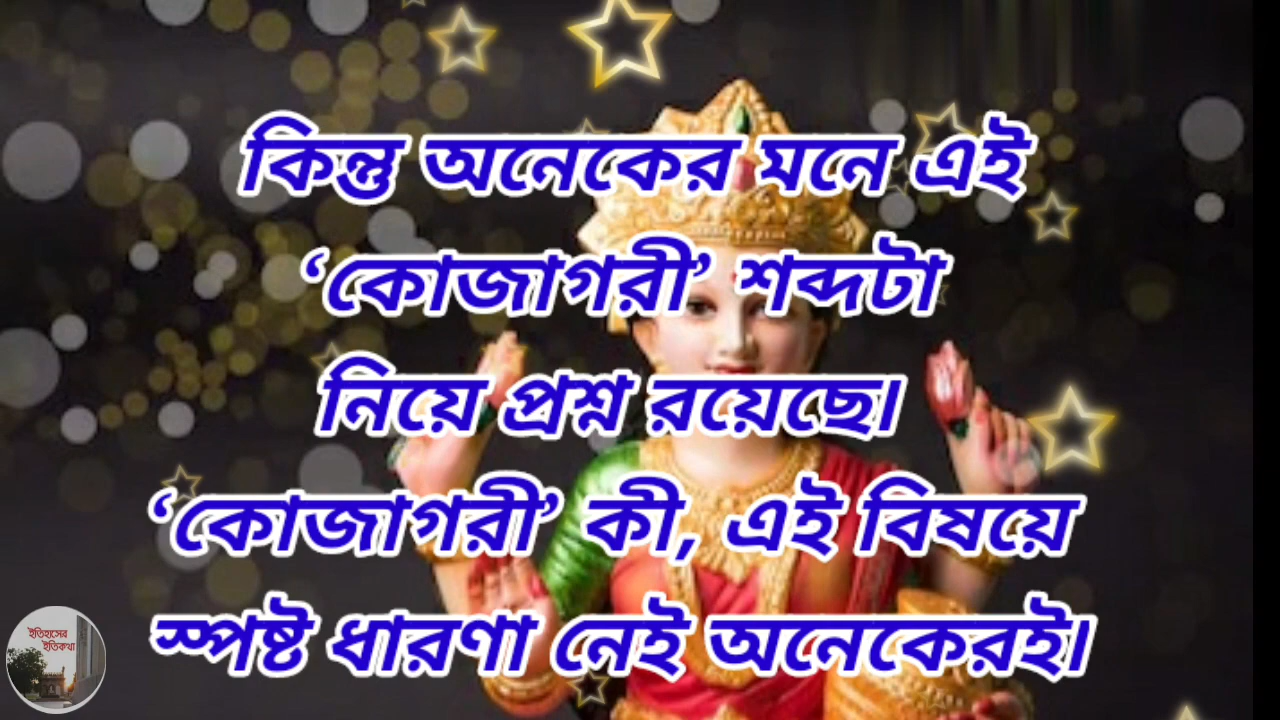 কিন্তু অনেকের মনে এই
‘কোজাগরী’ শব্দটা
নিয়ে প্রশ্ন রয়েছে।
‘কোজাগরী’ কী, এই বিষয়ে
স্পষ্ট ধারণা নেই অনেকেরই।
ইতিহাসের
ইতিকথা